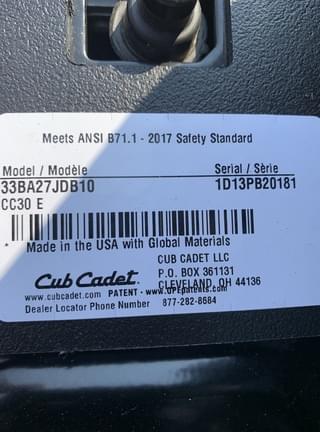 Meets ANSI B71.1 - 2017 Safety Standard
Model / Modèle Serial / Série
33BA27JDB10 1D13PB20181
CC30 E
* Made in the USA with Global Materials
CUB CADET LLC
Cub Cadet. P.O. BOX 361131
CLEVELAND, OH 44136
www.cubcadet.com PATENT - www.OPEpatents.com
Dealer Locator Phone Number 877-282-8684